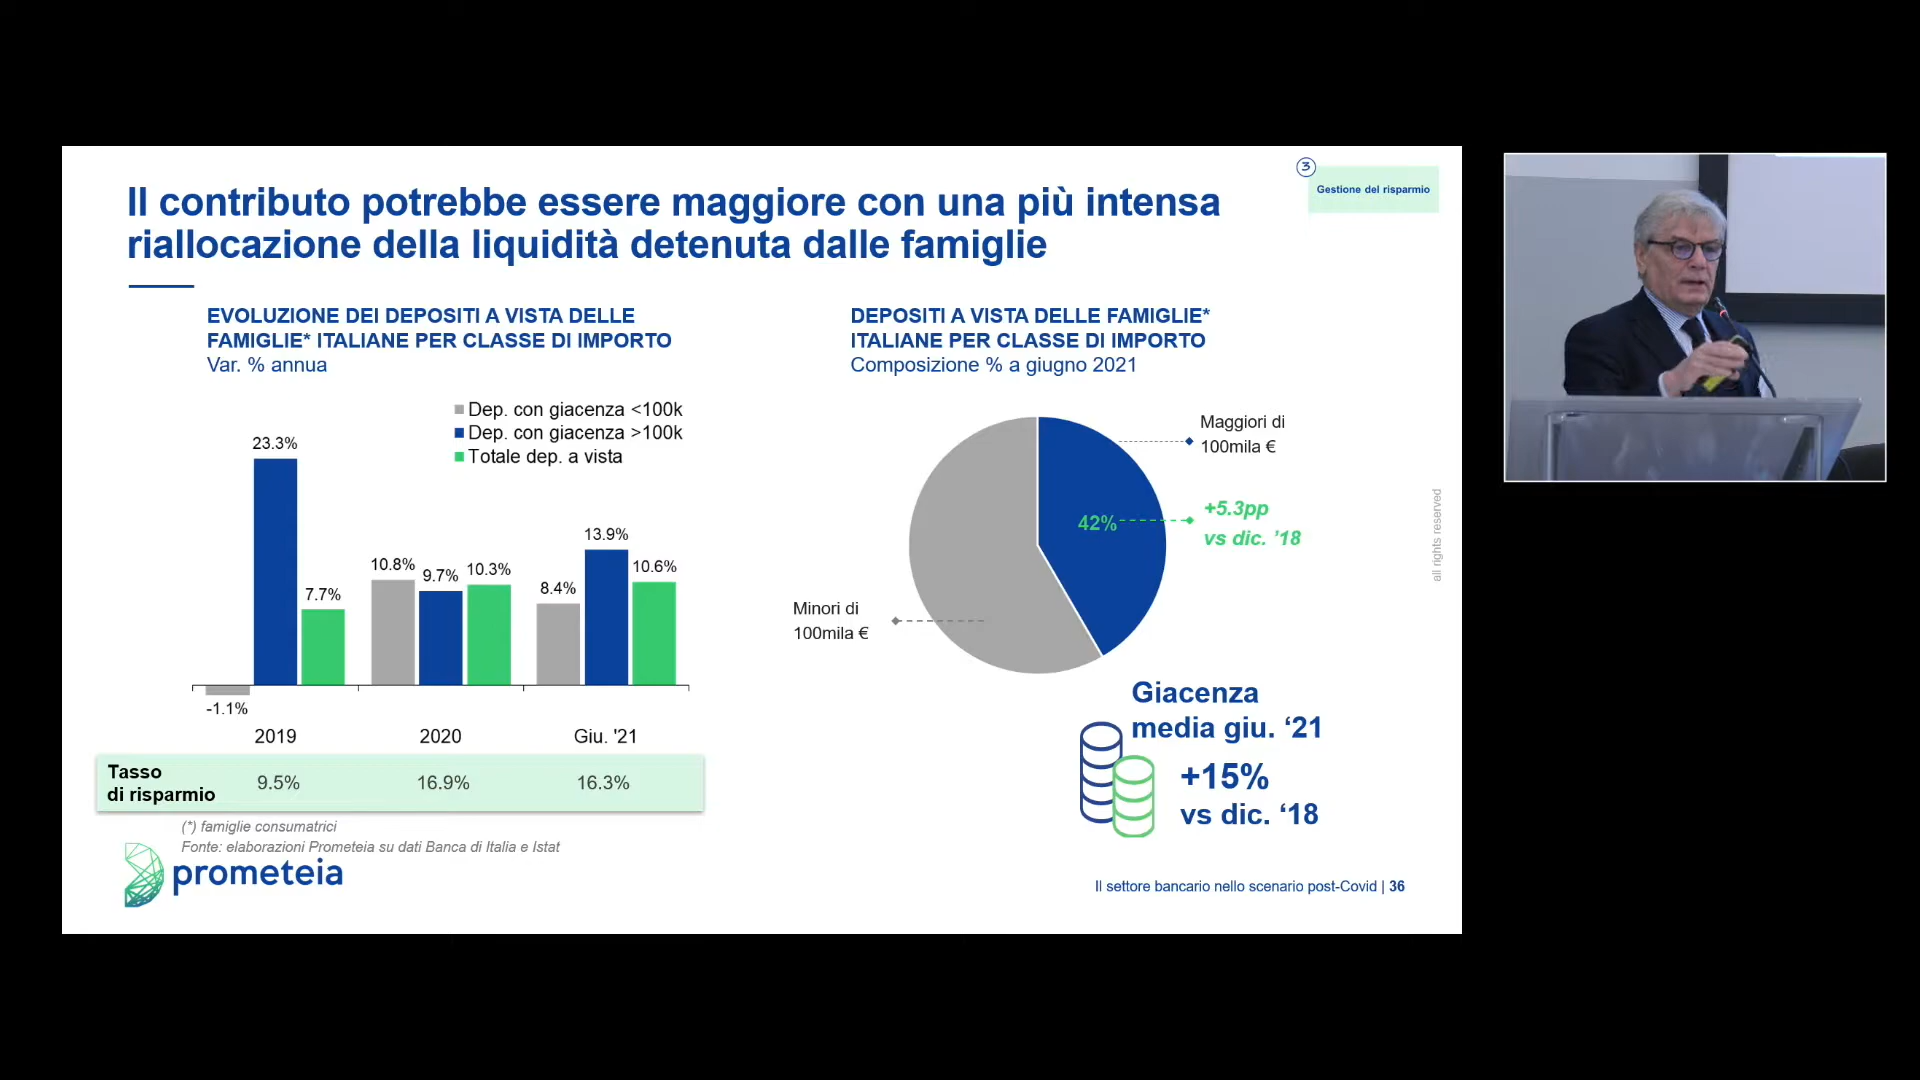 3
Gestione del risparmio
Il contributo potrebbe essere maggiore con una più intensa
riallocazione della liquidità detenuta dalle famiglie
EVOLUZIONE DEI DEPOSITI A VISTA DELLE
FAMIGLIE* ITALIANE PER CLASSE DI IMPORTO
Var. % annua
Dep. con giacenza <100k
Dep. con giacenza >100k
Totale dep. a vista
23.3%
7.7%
-1.1%
10.8%
9.7%
10.3%
8.4%
13.9%
10.6%
2019
2020
Giu. '21
Tasso
di risparmio
9.5%
16.9%
16.3%
(*) famiglie consumatrici
Fonte: elaborazioni Prometeia su dati Banca di Italia e Istat
prometeia
DEPOSITI A VISTA DELLE FAMIGLIE*
ITALIANE PER CLASSE DI IMPORTO
Composizione % a giugno 2021
Maggiori di
100mila €
42%
+5.3pp
vs dic. '18
Minori di
100mila €
Giacenza
media giu. ‘21
+15%
vs dic. ‘18
all rights reserved
Il settore bancario nello scenario post-Covid | 36